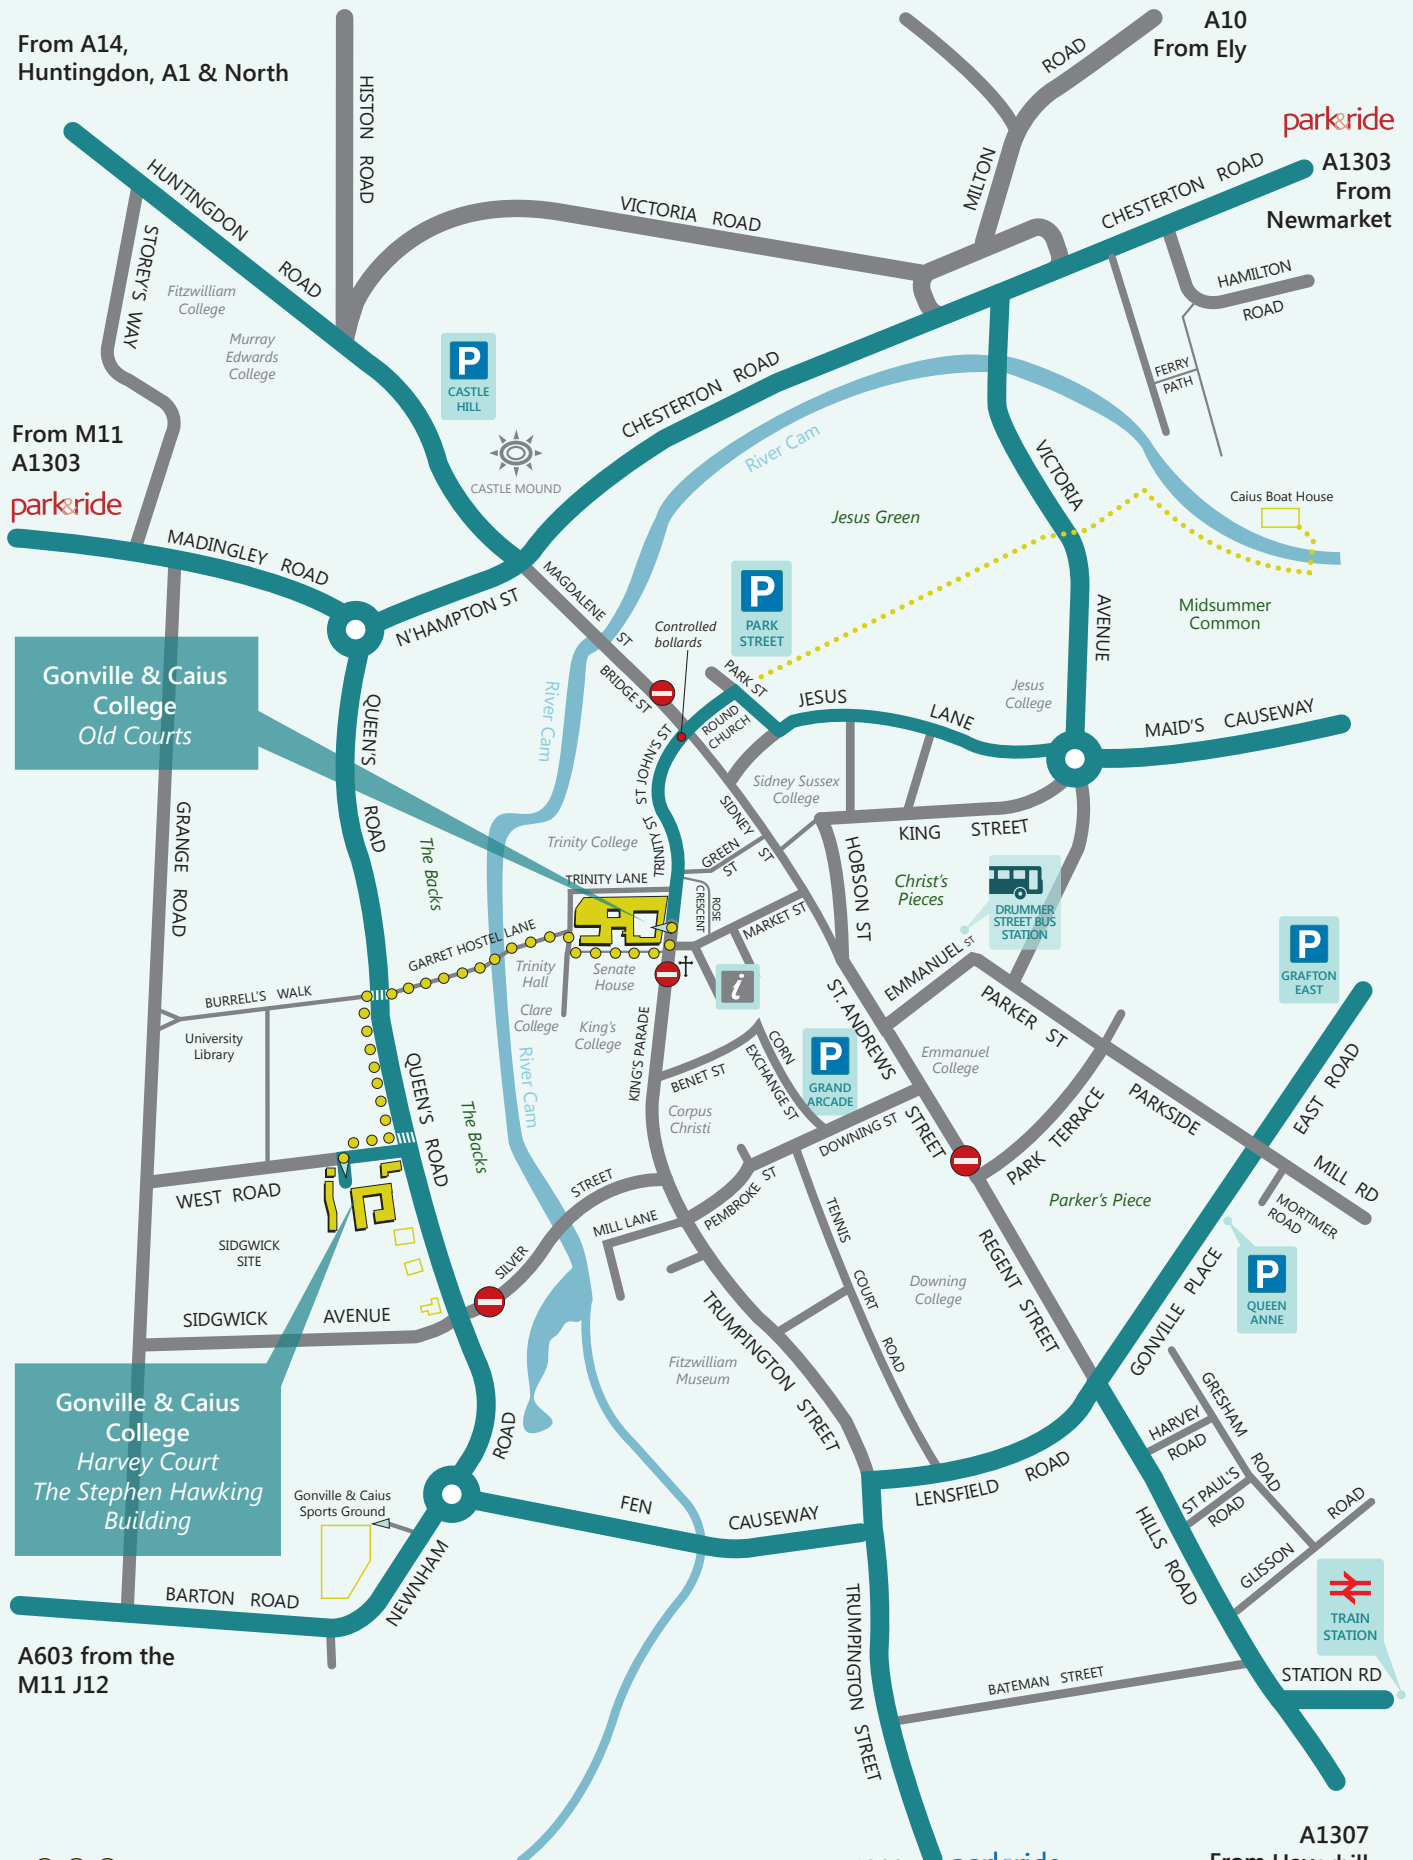 From A14,
Huntingdon, A1 & North
A10
From Ely
park&ride
A1303
From
Newmarket
HISTON ROAD
MILTON ROAD
CHESTERTON ROAD
VICTORIA ROAD
HUNTINGDON ROAD
STOREY'S WAY
Fitzwilliam
College
Murray
Edwards
College
HAMILTON
ROAD
FERRY
PATH
P
CASTLE
HILL
CASTLE MOUND
CHESTERTON ROAD
River Cam
From M11
A1303
park&ride
MADINGLEY ROAD
N'HAMPTON ST
VICTORIA AVENUE
Jesus Green
Caius Boat House
Midsummer
Common
P
PARK
STREET
MAGDALENE ST
Controlled
bollards
BRIDGE ST
PARK ST
ROUND
CHURCH
JESUS LANE
Jesus
College
MAID'S CAUSEWAY
Gonville & Caius
College
Old Courts
QUEEN'S ROAD
River Cam
ST JOHN'S ST
Sidney Sussex
College
SIDNEY ST
GRANGE ROAD
The Backs
Trinity College
TRINITY ST
GREEN
ST
KING STREET
HOBSON ST
TRINITY LANE
ROSE
CRESCENT
MARKET ST
Christ's
Pieces
DRUMMER
STREET BUS
STATION
GARRET HOSTEL LANE
Trinity
Hall
Senate
House
EMMANUEL ST
P
GRAFTON
EAST
BURRELL'S WALK
University
Library
Clare
College
King's
College
i
ST. ANDREWS STREET
PARKER ST
KING'S PARADE
CORN
EXCHANGE ST
P
GRAND
ARCADE
Emmanuel
College
QUEEN'S ROAD
River Cam
BENET ST
The Backs
Corpus
Christi
DOWNING ST
PARK TERRACE
PARKSIDE
EAST ROAD
MILL RD
MORTIMER
ROAD
WEST ROAD
SILVER STREET
MILL LANE
PEMBROKE ST
TENNIS COURT ROAD
Parker's Piece
SIDGWICK
SITE
REGENT STREET
GONVILLE PLACE
P
QUEEN
ANNE
Downing
College
SIDGWICK AVENUE
TRUMPINGTON STREET
Fitzwilliam
Museum
Gonville & Caius
College
Harvey Court
The Stephen Hawking
Building
GRESHAM ROAD
HARVEY
ROAD
ST PAUL'S
ROAD
GLISSON ROAD
Gonville & Caius
Sports Ground
NEWNHAM ROAD
FEN CAUSEWAY
LENSFIELD ROAD
HILLS ROAD
BARTON ROAD
A603 from the
M11 J12
TRUMPINGTON STREET
BATEMAN STREET
TRAIN
STATION
STATION RD
A1307